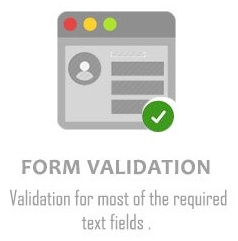 FORM VALIDATION
Validation for most of the required
text fields .